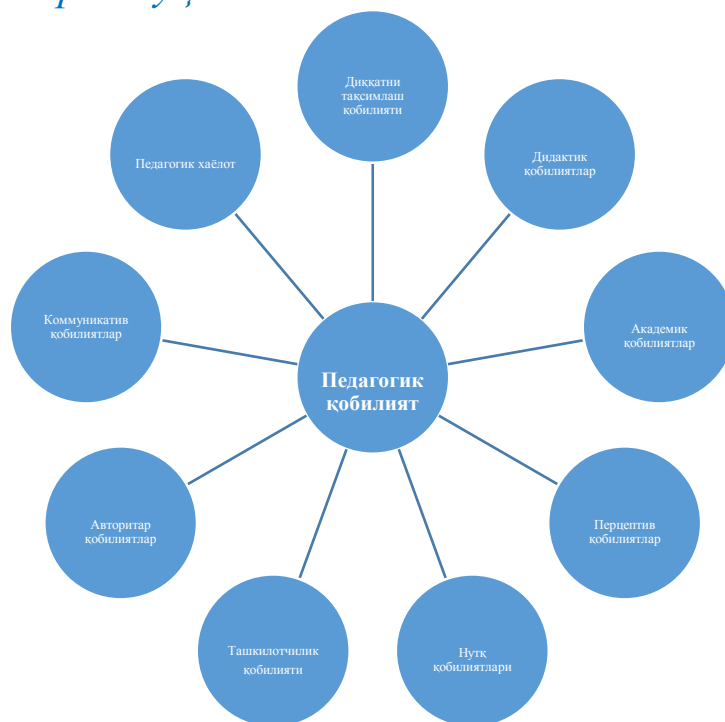 Диққатни
тақсимлаш
қобилияти
Дидактик
қобилиятлар
Академик
қобилиятлар
Перцептив
қобилиятлар
Нутқ
қобилиятлари
Ташкилотчилик
қобилияти
Авторитар
қобилиятлар
Коммуникатив
қобилиятлар
Педагогик хаёлот
Педагогик
қобилият